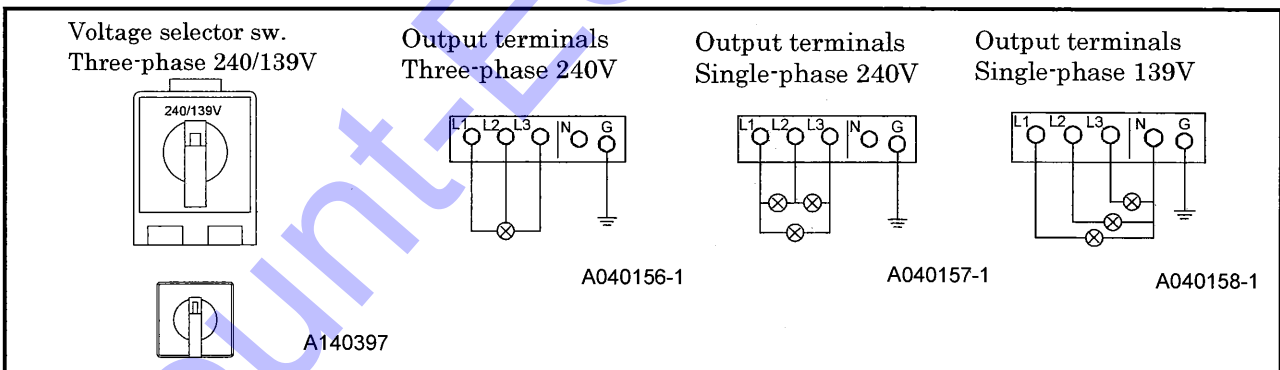 Voltage selector sw.
Three-phase 240/139V
240/139V
A140397
Output terminals
Three-phase 240V
L1 L2 L3 N G
A040156-1
Output terminals
Single-phase 240V
L1 L2 L3 N G
A040157-1
Output terminals
Single-phase 139V
L1 L2 L3 N G
A040158-1